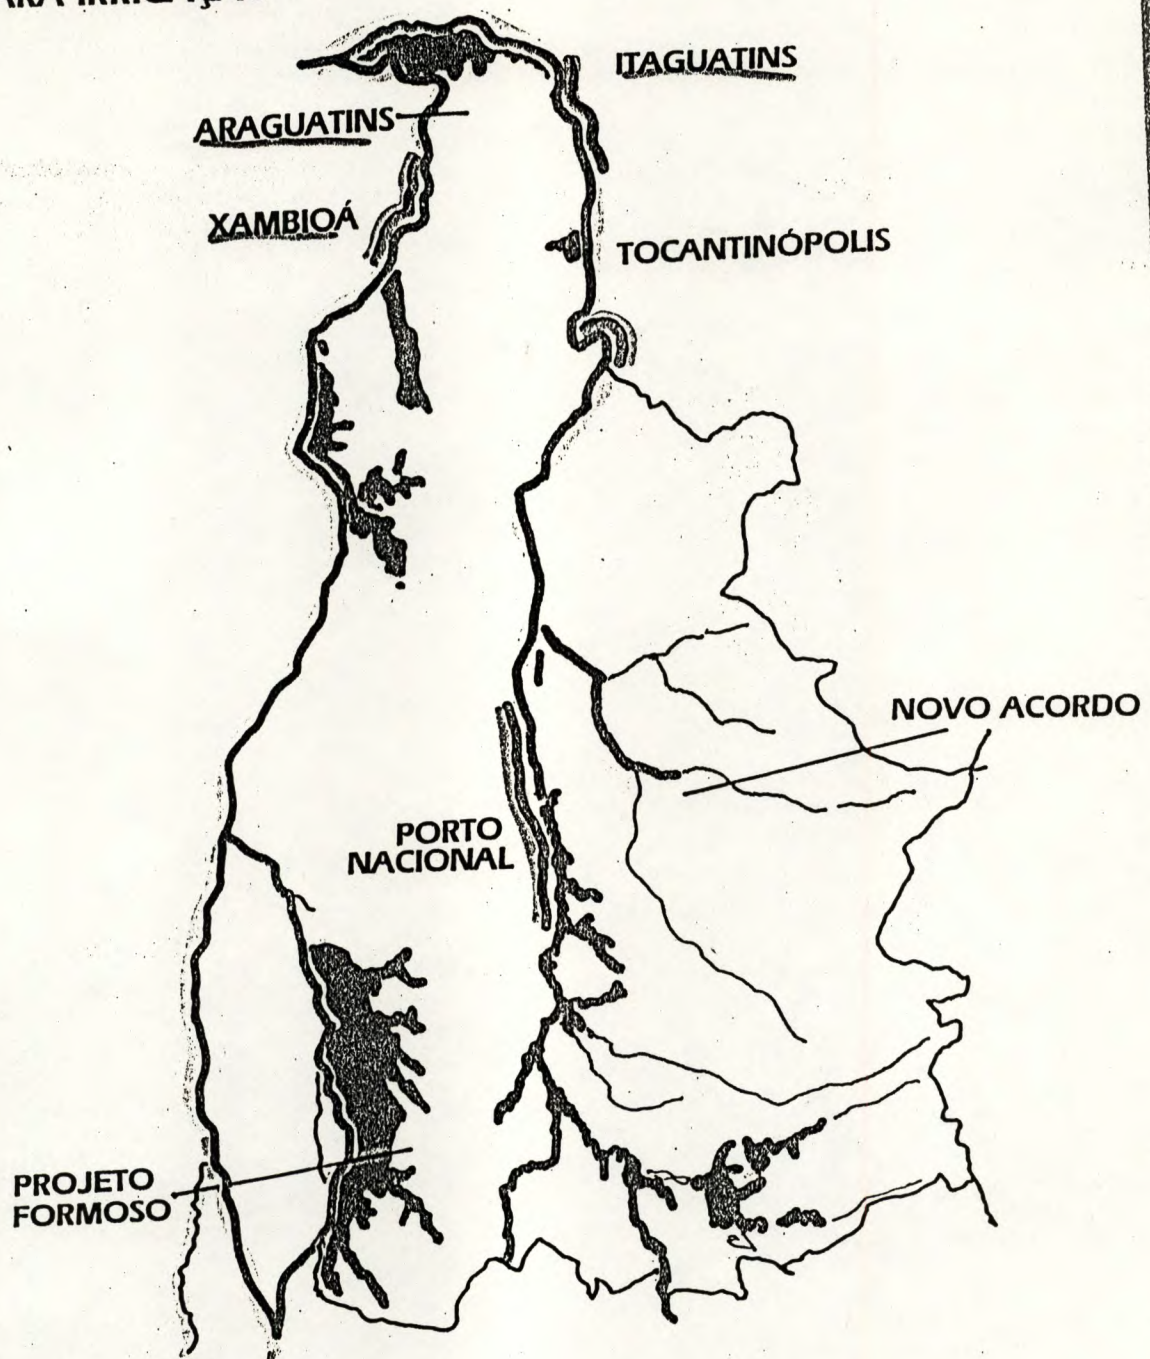 ITAGUATINS
ARAGUATINS
XAMBIOÁ
TOCANTINÓPOLIS
NOVO ACORDO
PORTO
NACIONAL
PROJETO
FORMOSO